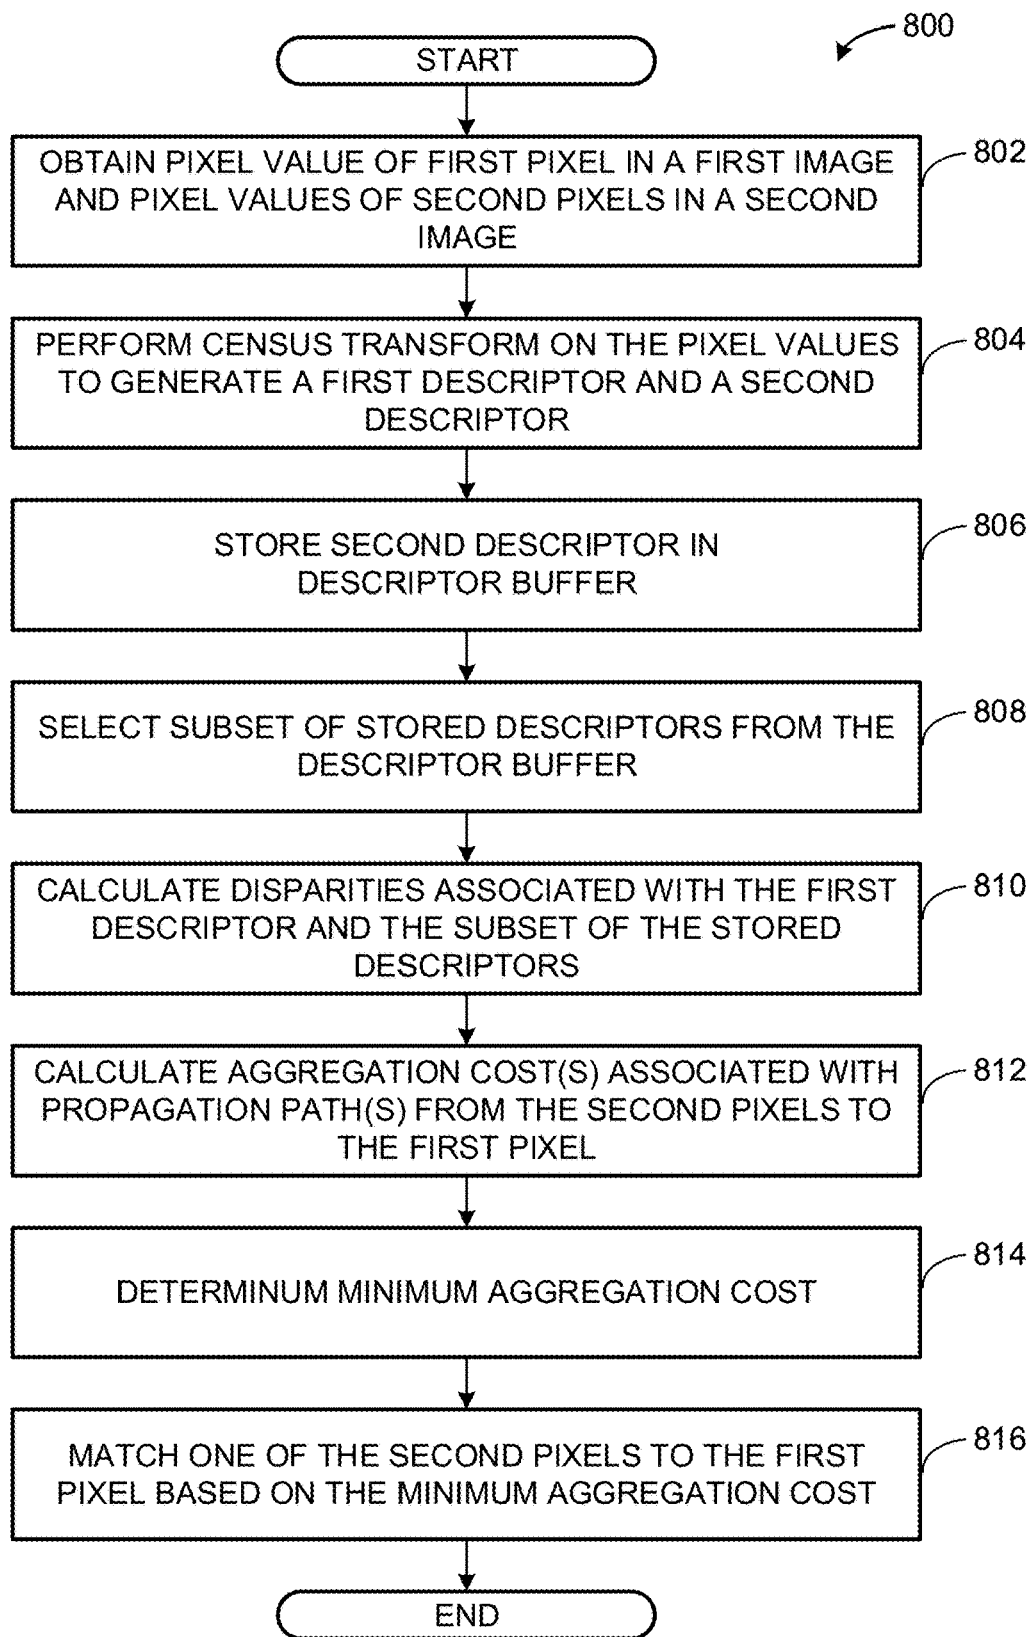 800
START
OBTAIN PIXEL VALUE OF FIRST PIXEL IN A FIRST IMAGE
AND PIXEL VALUES OF SECOND PIXELS IN A SECOND
IMAGE
802
PERFORM CENSUS TRANSFORM ON THE PIXEL VALUES
TO GENERATE A FIRST DESCRIPTOR AND A SECOND
DESCRIPTOR
804
STORE SECOND DESCRIPTOR IN
DESCRIPTOR BUFFER
806
SELECT SUBSET OF STORED DESCRIPTORS FROM THE
DESCRIPTOR BUFFER
808
CALCULATE DISPARITIES ASSOCIATED WITH THE FIRST
DESCRIPTOR AND THE SUBSET OF THE STORED
DESCRIPTORS
810
CALCULATE AGGREGATION COST(S) ASSOCIATED WITH
PROPAGATION PATH(S) FROM THE SECOND PIXELS TO
THE FIRST PIXEL
812
DETERMINUM MINIMUM AGGREGATION COST
814
MATCH ONE OF THE SECOND PIXELS TO THE FIRST
PIXEL BASED ON THE MINIMUM AGGREGATION COST
816
END